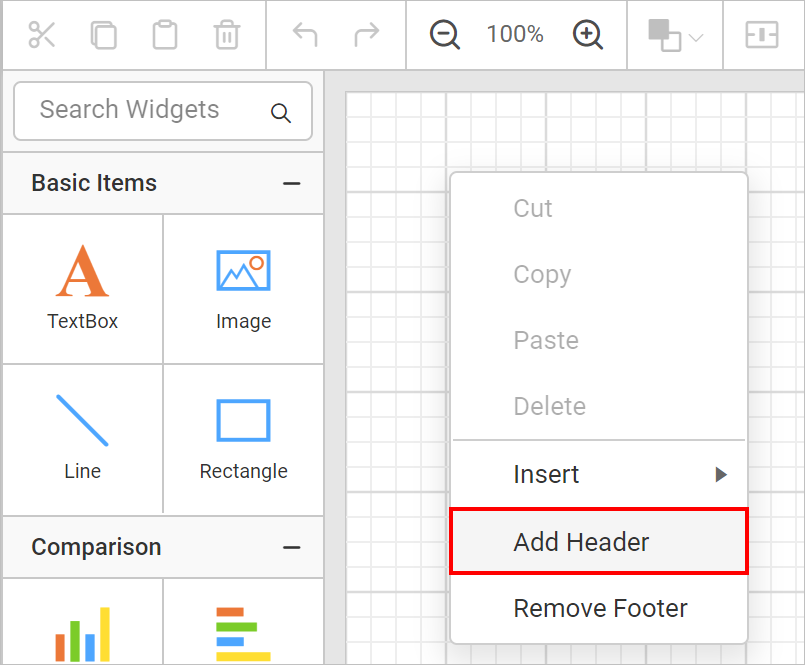 100%
Search Widgets
Basic Items
TextBox
Image
Line
Rectangle
Comparison
Cut
Copy
Paste
Delete
Insert
Add Header
Remove Footer